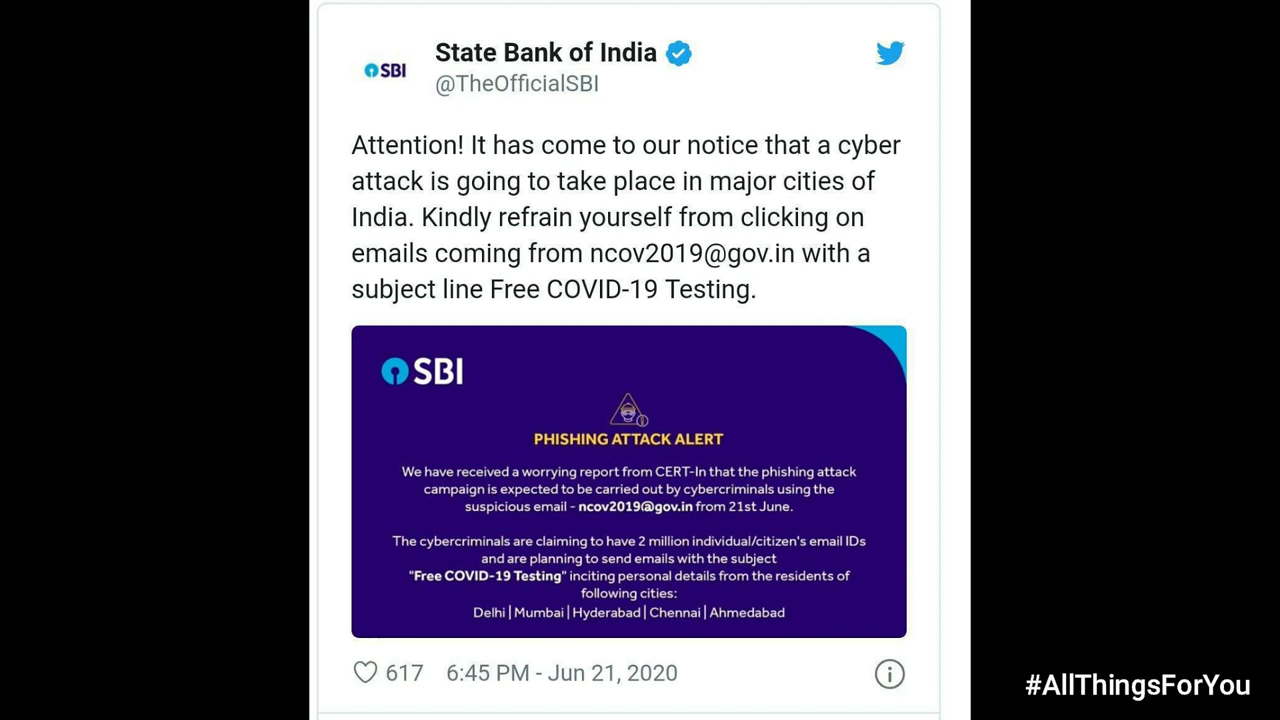 State Bank of India
SBI
@TheOfficialSBI
Attention! It has come to our notice that a cyber
attack is going to take place in major cities of
India. Kindly refrain yourself from clicking on
emails coming from ncov2019@gov.in with a
subject line Free COVID-19 Testing.
SBI
PHISHING ATTACK ALERT
We have received a worrying report from CERT-In that the phishing attack
campaign is expected to be carried out by cybercriminals using the
suspicious email - ncov2019@gov.in from 21st June.
The cybercriminals are claiming to have 2 million individual/citizen's email IDs
and are planning to send emails with the subject
"Free COVID-19 Testing" inciting personal details from the residents of
following cities:
Delhi | Mumbai | Hyderabad | Chennai | Ahmedabad
617 6:45 PM - Jun 21, 2020
#AllThingsForYou